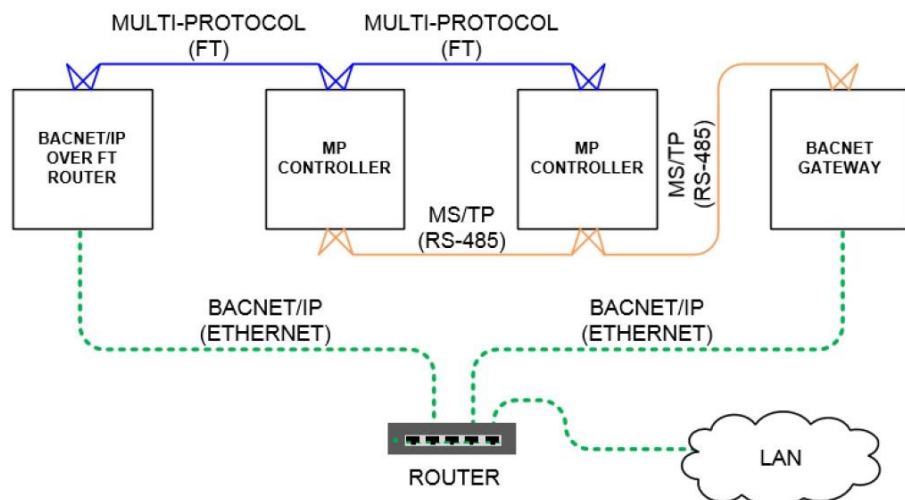 MULTI-PROTOCOL
(FT)
MULTI-PROTOCOL
(FT)
BACNET/IP
OVER FT
ROUTER
MP
CONTROLLER
MP
CONTROLLER
MS/TP
(RS-485)
BACNET
GATEWAY
MS/TP
(RS-485)
BACNET/IP
(ETHERNET)
BACNET/IP
(ETHERNET)
ROUTER
LAN